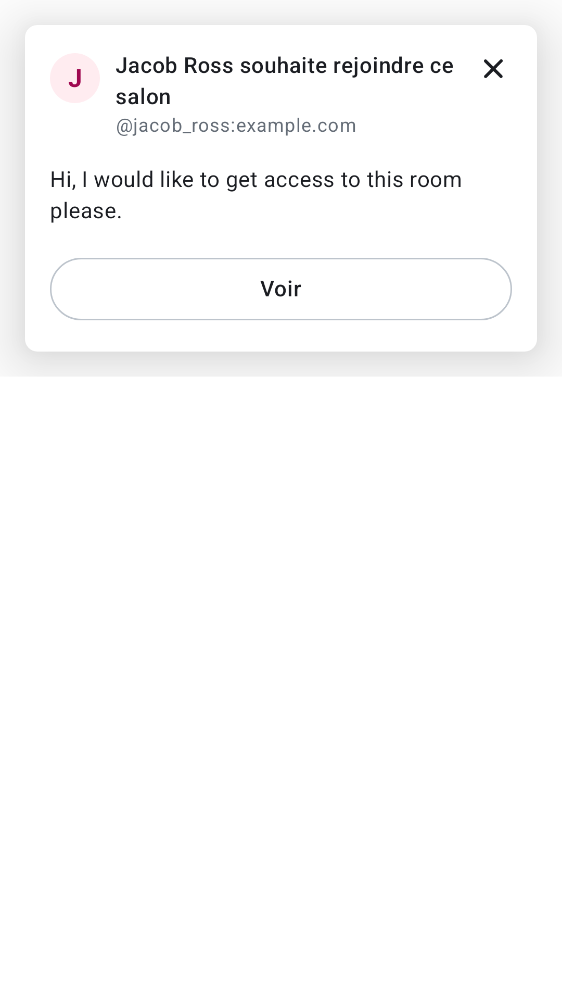 J
Jacob Ross souhaite rejoindre ce
salon
@jacob_ross:example.com
Hi, I would like to get access to this room
please.
Voir